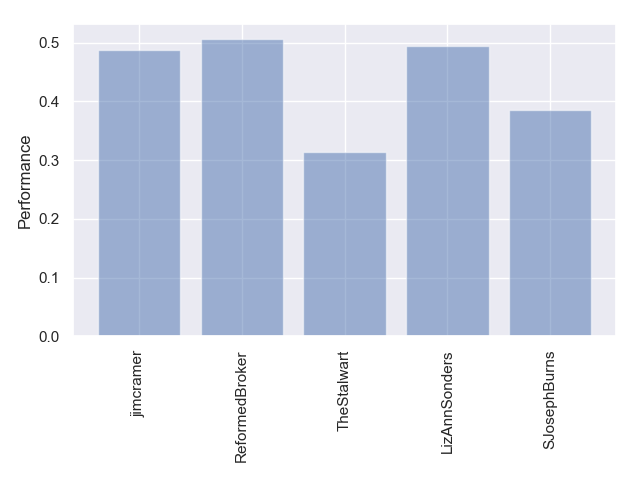 0.5
0.4
0.3
0.2
0.1
0.0
Performance
jimcramer
ReformedBroker
TheStalwart
LizAnnSonders
SJosephBurns